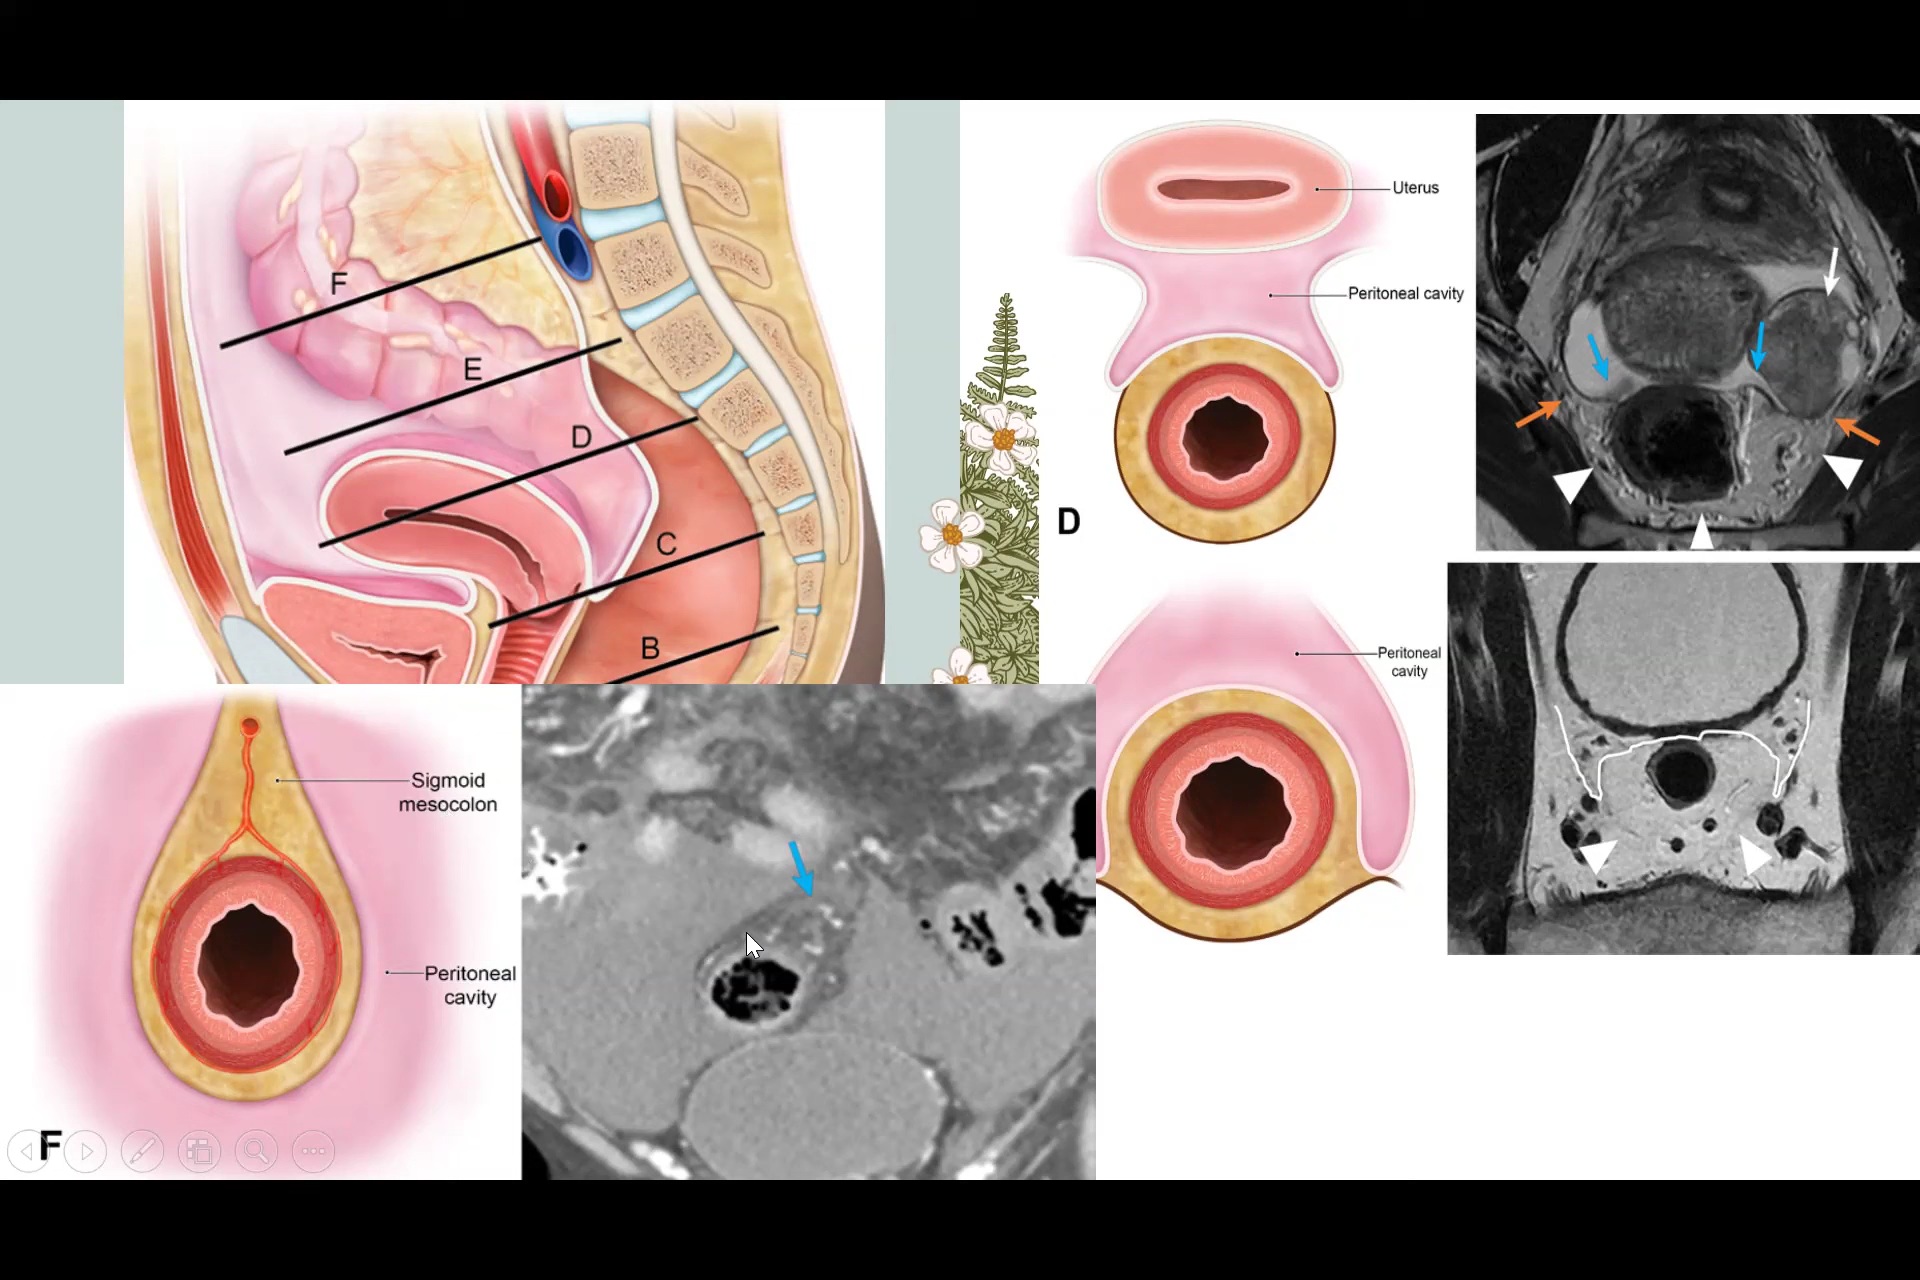 F
E
D
C
B
Uterus
Peritoneal cavity
D
Sigmoid
mesocolon
Peritoneal
cavity
F
Peritoneal
cavity